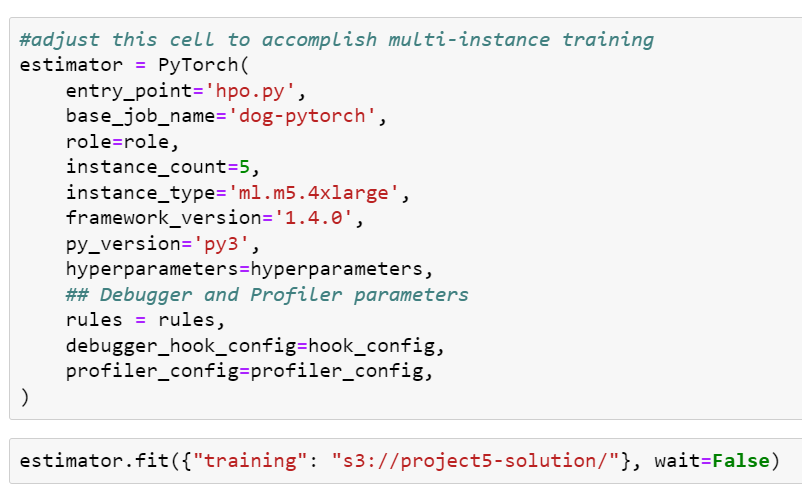 #adjust this cell to accomplish multi-instance training
estimator = PyTorch(
    entry_point='hpo.py',
    base_job_name='dog-pytorch',
    role=role,
    instance_count=5,
    instance_type='ml.m5.4xlarge',
    framework_version='1.4.0',
    py_version='py3',
    hyperparameters=hyperparameters,
    ## Debugger and Profiler parameters
    rules = rules,
    debugger_hook_config=hook_config,
    profiler_config=profiler_config,
)
estimator.fit({"training": "s3://project5-solution/"}, wait=False)